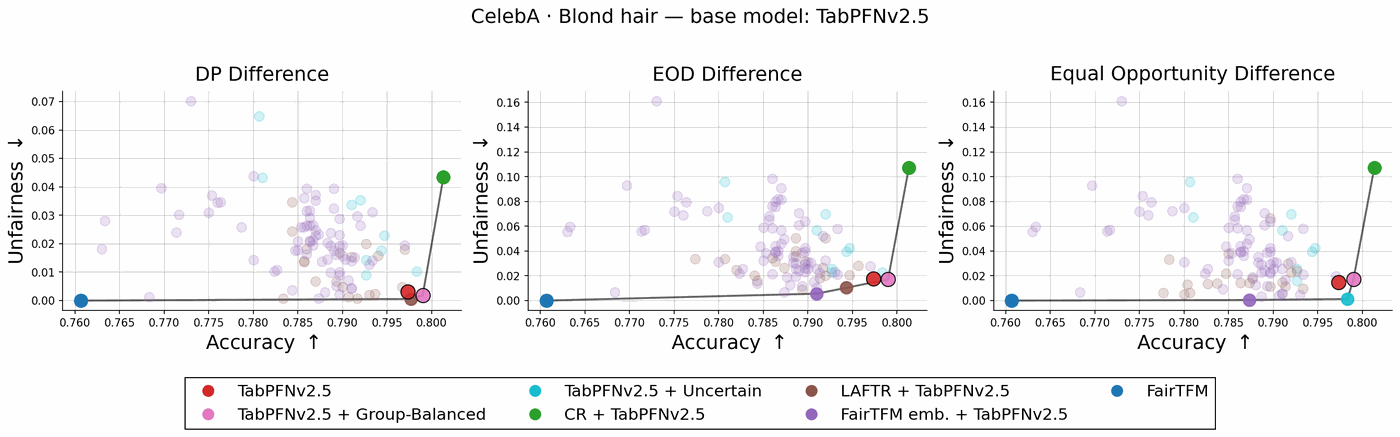 CelebA · Blond hair — base model: TabPFNv2.5
DP Difference
EOD Difference
Equal Opportunity Difference
Unfairness ↓
0.07
0.06
0.05
0.04
0.03
0.02
0.01
0.00
0.760 0.765 0.770 0.775 0.780 0.785 0.790 0.795 0.800
Accuracy ↑
Unfairness ↓
0.16
0.14
0.12
0.10
0.08
0.06
0.04
0.02
0.00
0.760 0.765 0.770 0.775 0.780 0.785 0.790 0.795 0.800
Accuracy ↑
Unfairness ↓
0.16
0.14
0.12
0.10
0.08
0.06
0.04
0.02
0.00
0.760 0.765 0.770 0.775 0.780 0.785 0.790 0.795 0.800
Accuracy ↑
TabPFNv2.5
TabPFNv2.5 + Group-Balanced
TabPFNv2.5 + Uncertain
CR + TabPFNv2.5
LAFTR + TabPFNv2.5
FairTFM emb. + TabPFNv2.5
FairTFM